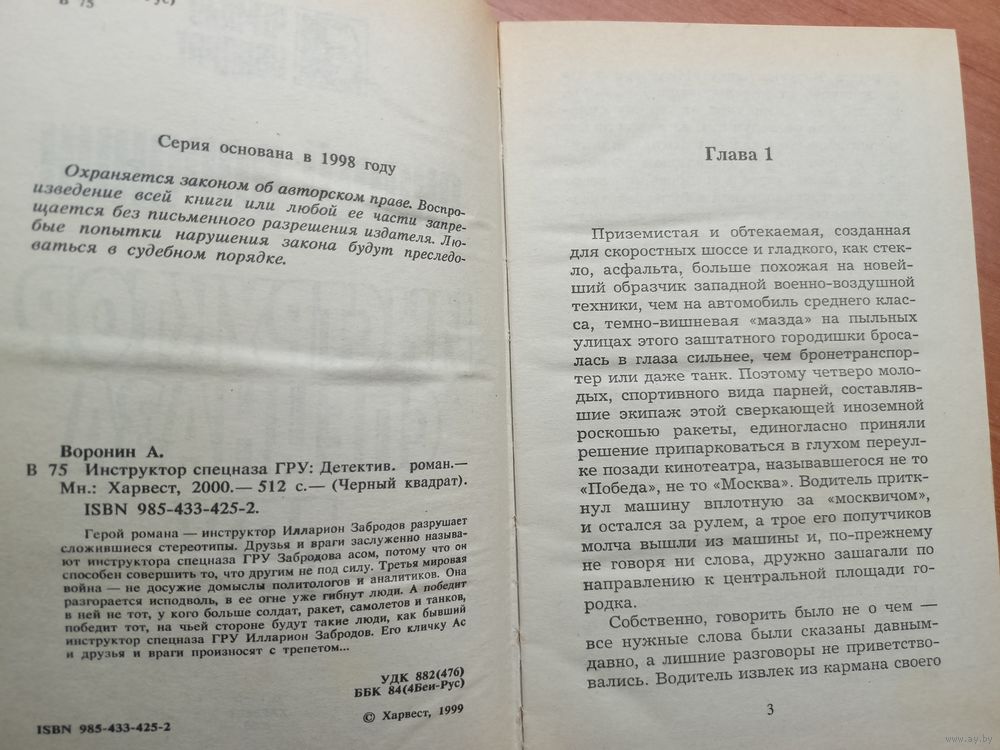 В 75
Рус)
Серия основана в 1998 году
Охраняется законом об авторском праве. Воспро-
изведение всей книги или любой ее части запре-
щается без письменного разрешения издателя. Лю-
бые попытки нарушения закона будут преследо-
ваться в судебном порядке.
Воронин А.
В 75 Инструктор спецназа ГРУ: Детектив. роман.—
Мн.: Харвест, 2000.— 512 с.— (Черный квадрат).
ISBN 985-433-425-2.
Герой романа — инструктор Илларион Забродов разрушает
сложившиеся стереотипы. Друзья и враги заслуженно называ-
ют инструктора спецназа ГРУ Забродова асом, потому что он
способен совершить то, что другим не под силу. Третья мировая
война — не досужие домыслы политологов и аналитиков. Она
разгорается исподволь, в ее огне уже гибнут люди. А победит
в ней не тот, у кого больше солдат, ракет, самолетов и танков,
победит тот, на чьей стороне будут такие люди, как бывший
инструктор спецназа ГРУ Илларион Забродов. Его кличку Ас
и друзья и враги произносят с трепетом...
УДК 882(476)
ББК 84(4Беи-Рус)
ISBN 985-433-425-2
© Харвест, 1999
Глава 1
Приземистая и обтекаемая, созданная
для скоростных шоссе и гладкого, как стек-
ло, асфальта, больше похожая на новей-
ший образчик западной военно-воздушной
техники, чем на автомобиль среднего клас-
са, темно-вишневая «мазда» на пыльных
улицах этого заштатного городишки броса-
лась в глаза сильнее, чем бронетранспор-
тер или даже танк. Поэтому четверо моло-
дых, спортивного вида парней, составляв-
шие экипаж этой сверкающей иноземной
роскошью ракеты, единогласно приняли
решение припарковаться в глухом переул-
ке позади кинотеатра, называвшегося не то
«Победа», не то «Москва». Водитель притк-
нул машину вплотную за «москвичом»,
и остался за рулем, а трое его попутчиков
молча вышли из машины и, по-прежнему
не говоря ни слова, дружно зашагали по
направлению к центральной площади го-
родка.
Собственно, говорить было не о чем —
все нужные слова были сказаны давным-
давно, а лишние разговоры не приветство-
вались. Водитель извлек из кармана своего
3
www.ay.by